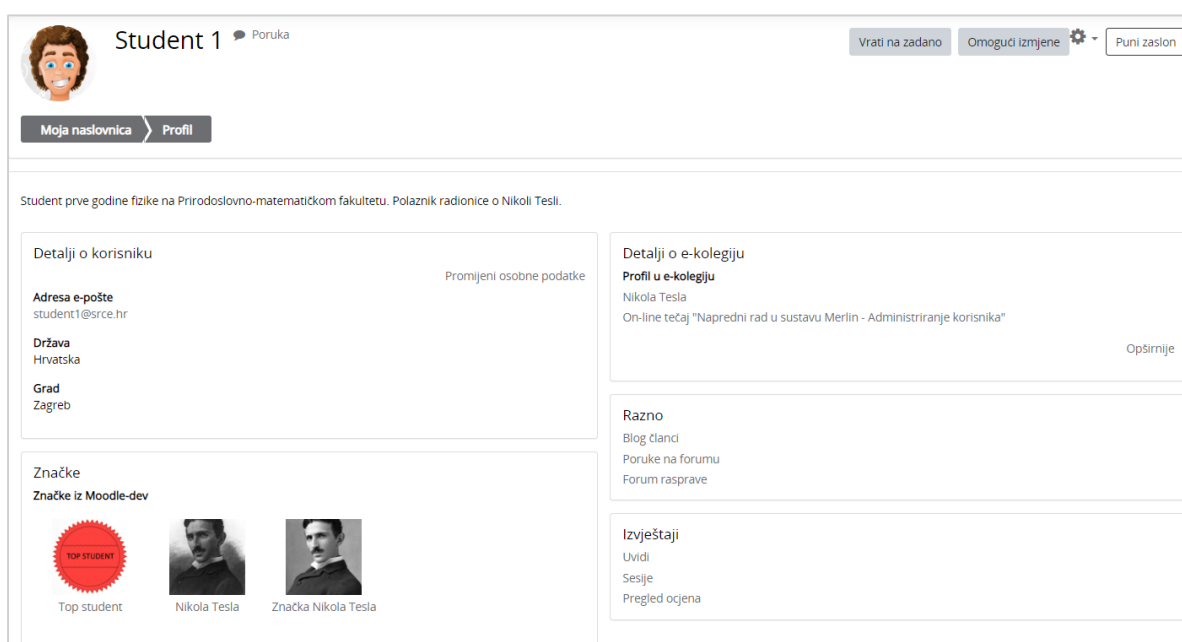 Student 1 Poruka
Vrati na zadano Omogući izmjene Puni zaslon
Moja naslovnica Profil
Student prve godine fizike na Prirodoslovno-matematičkom fakultetu. Polaznik radionice o Nikoli Tesli.
Detalji o korisniku
Promijeni osobne podatke
Adresa e-pošte
student1@srce.hr
Država
Hrvatska
Grad
Zagreb
Značke
Značke iz Moodle-dev
TOP STUDENT
Top student Nikola Tesla Značka Nikola Tesla
Detalji o e-kolegiju
Profil u e-kolegiju
Nikola Tesla
On-line tečaj "Napredni rad u sustavu Merlin - Administriranje korisnika"
Opširnije
Razno
Blog članci
Poruke na forumu
Forum rasprave
Izvještaji
Uvidi
Sesije
Pregled ocjena